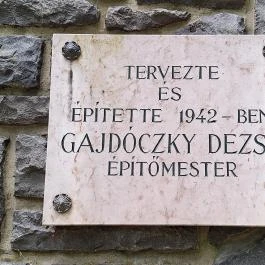 TERVEZTE
ÉS
ÉPÍTETTE 1942-BEN
GAJDÓCZKY DEZS
ÉPÍTŐMESTER